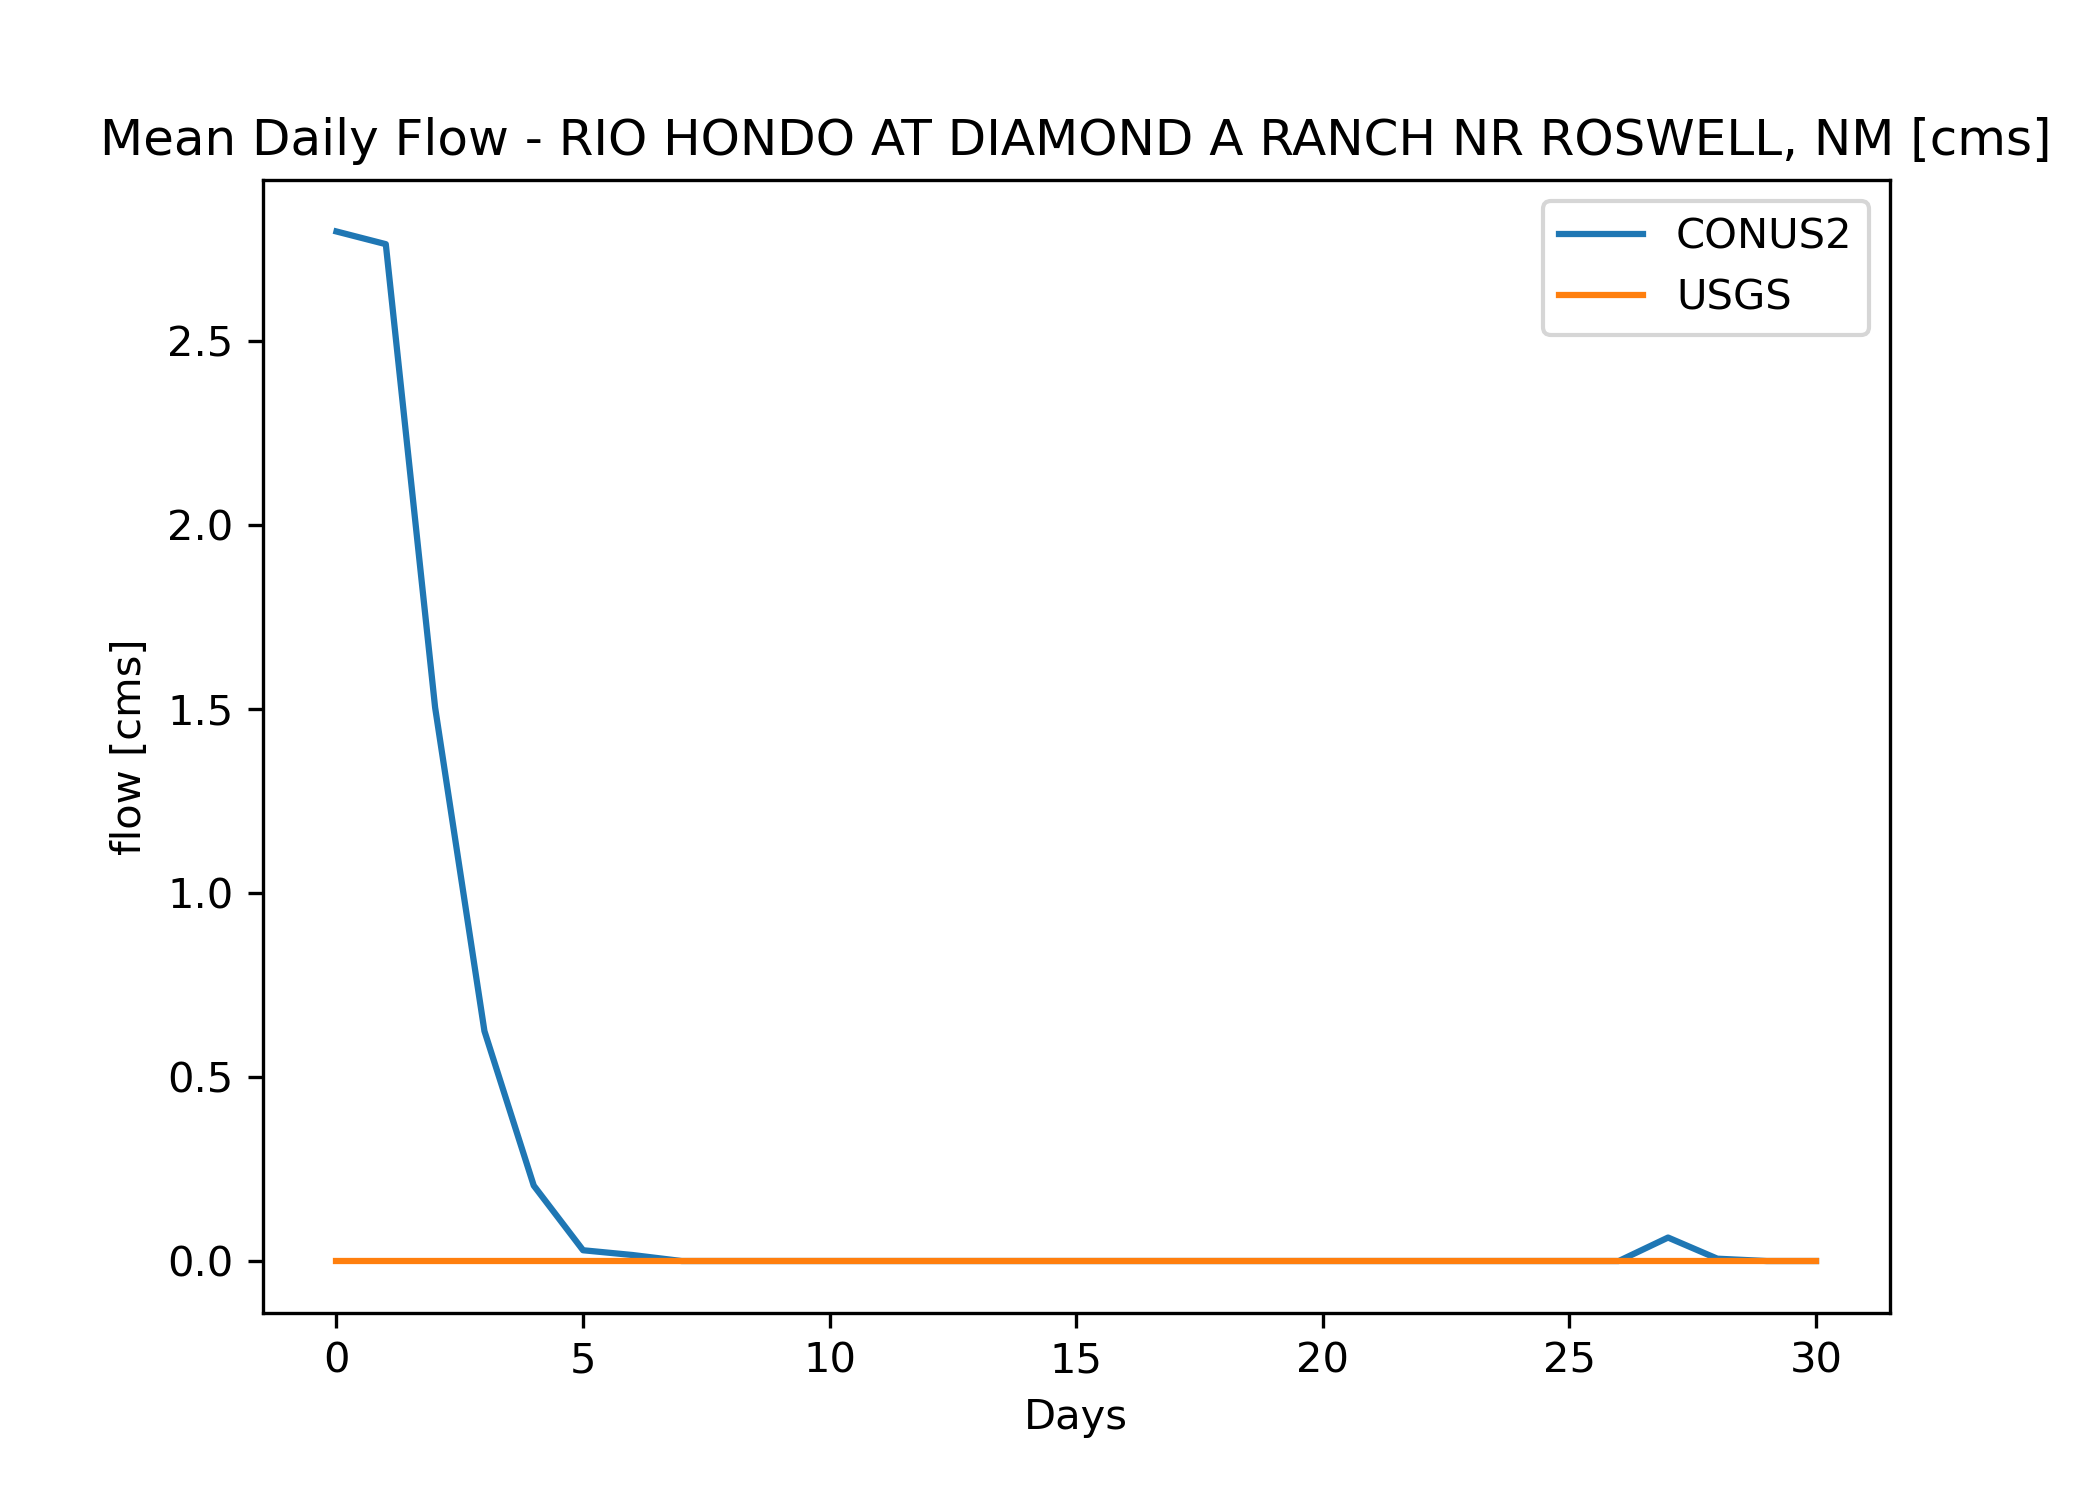 Mean Daily Flow - RIO HONDO AT DIAMOND A RANCH NR ROSWELL, NM [cms]
CONUS2
USGS
flow [cms]
2.5
2.0
1.5
1.0
0.5
0.0
0 5 10 15 20 25 30
Days